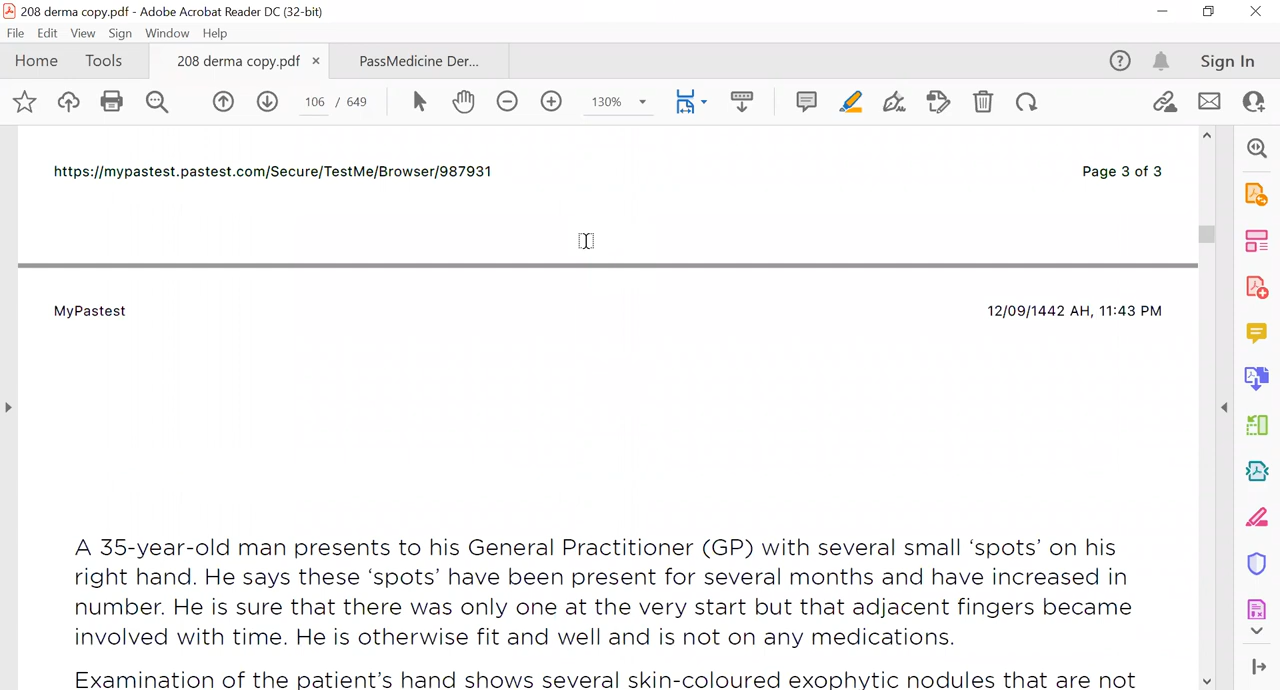 208 derma copy.pdf - Adobe Acrobat Reader DC (32-bit)
File Edit View Sign Window Help
Home Tools 208 derma copy.pdf × PassMedicine Der... Sign In
106 / 649 130%
https://mypastest.pastest.com/Secure/TestMe/Browser/987931 Page 3 of 3
MyPastest 12/09/1442 AH, 11:43 PM
A 35-year-old man presents to his General Practitioner (GP) with several small ‘spots’ on his
right hand. He says these ‘spots’ have been present for several months and have increased in
number. He is sure that there was only one at the very start but that adjacent fingers became
involved with time. He is otherwise fit and well and is not on any medications.
Examination of the patient’s hand shows several skin-coloured exophytic nodules that are not